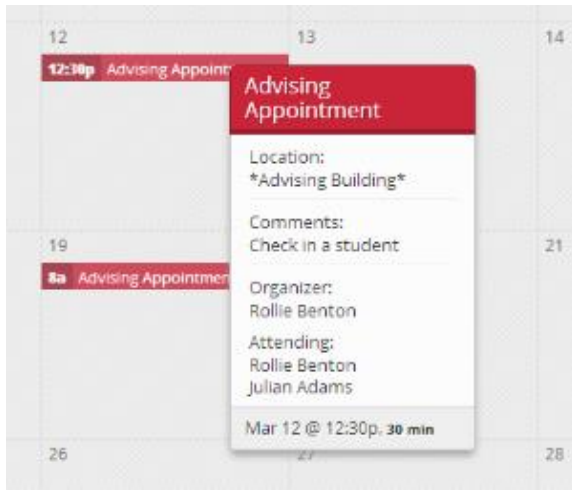 12
13
14
12:30p Advising Appoint
Advising
Appointment
Location:
*Advising Building*
Comments:
Check in a student
Organizer:
Rollie Benton
Attending:
Rollie Benton
Julian Adams
Mar 12 @ 12:30p, 30 min
19
21
8a Advising Appointmen
26
27
28